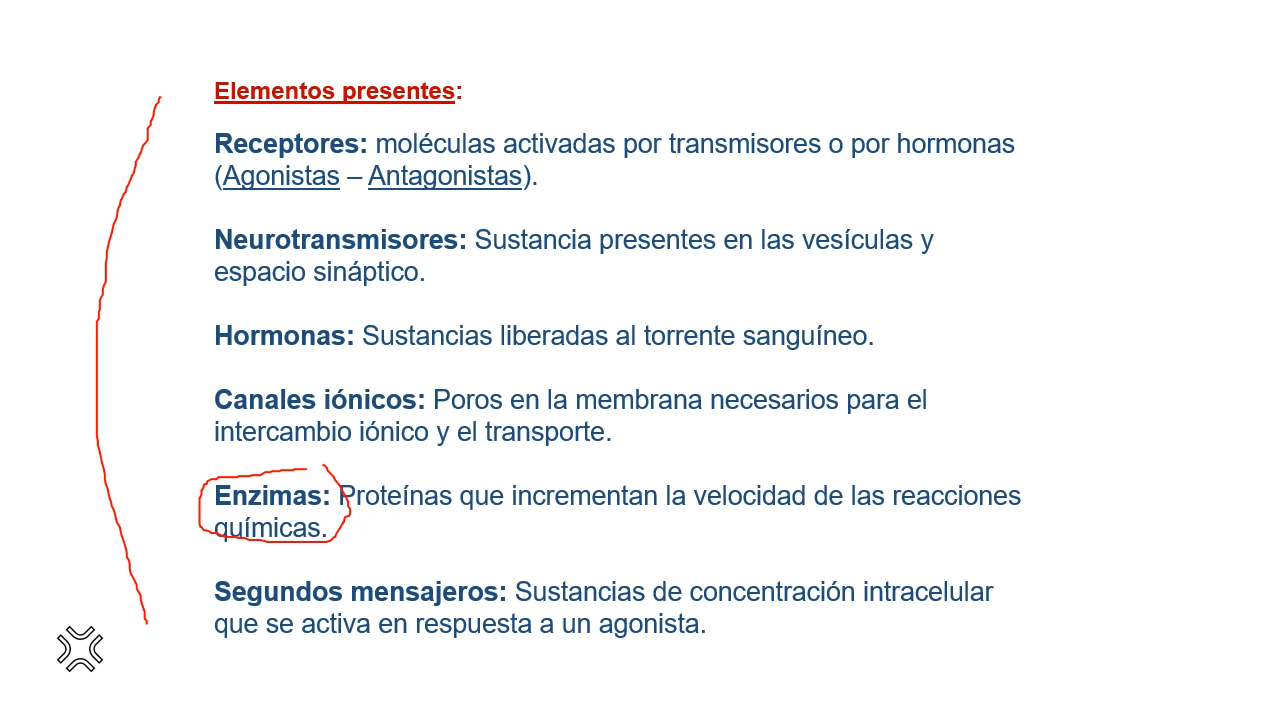 Elementos presentes:
Receptores: moléculas activadas por transmisores o por hormonas
(Agonistas – Antagonistas).
Neurotransmisores: Sustancia presentes en las vesículas y
espacio sináptico.
Hormonas: Sustancias liberadas al torrente sanguíneo.
Canales iónicos: Poros en la membrana necesarios para el
intercambio iónico y el transporte.
Enzimas: Proteínas que incrementan la velocidad de las reacciones
químicas.
Segundos mensajeros: Sustancias de concentración intracelular
que se activa en respuesta a un agonista.